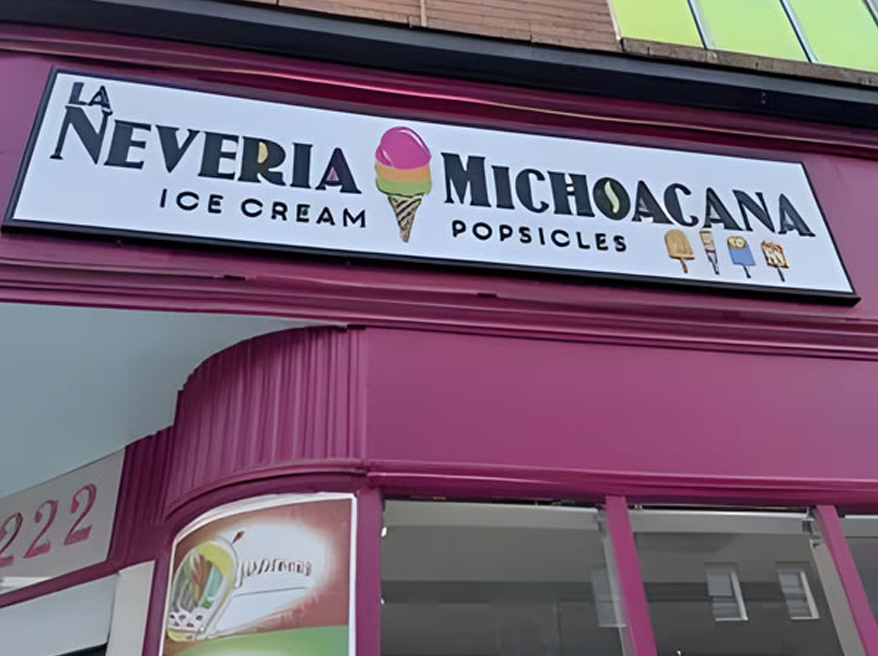 LA
NEVERIA MICHOACANA
ICE CREAM POPSICLES
222